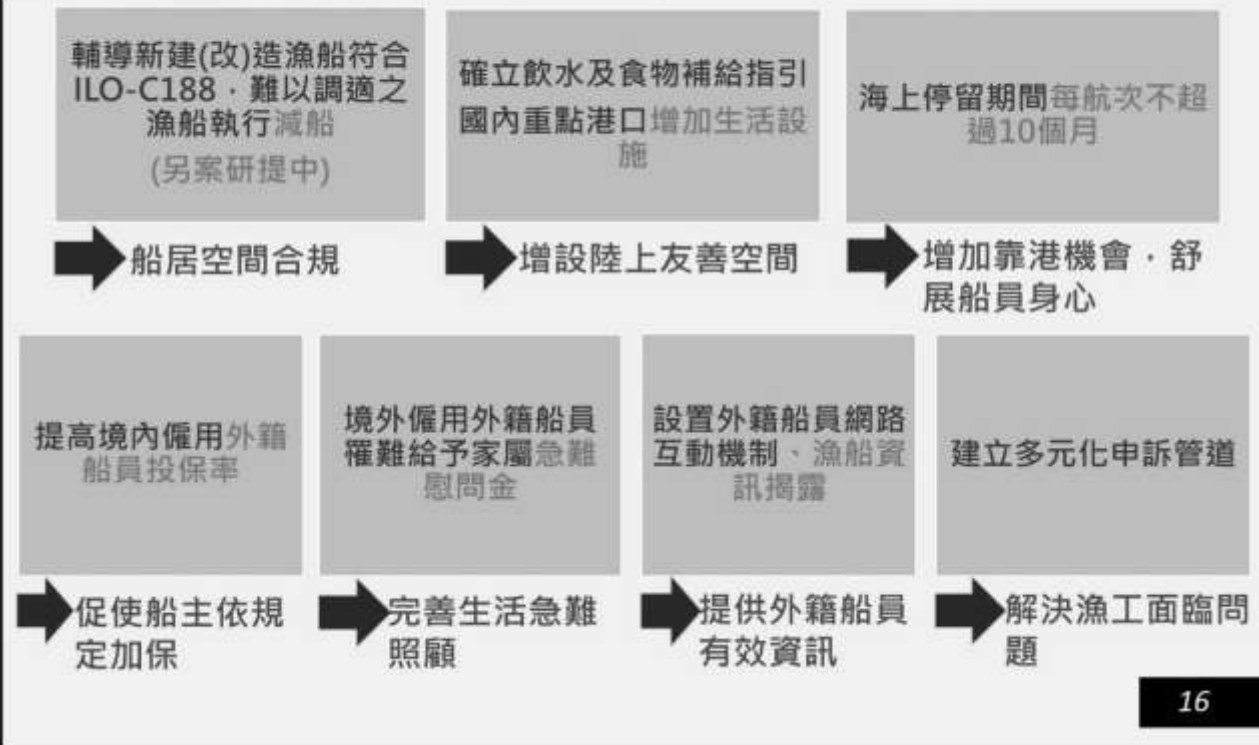 輔導新建(改)造漁船符合
ILO-C188，難以調適之
漁船執行減船
(另案研提中)
確立飲水及食物補給指引
國內重點港口增加生活設
施
海上停留期間每航次不超
過10個月
船居空間合規
增設陸上友善空間
增加靠港機會，舒
展船員身心
提高境內僱用外籍
船員投保率
境外僱用外籍船員
罹難給予家屬急難
慰問金
設置外籍船員網路
互動機制、漁船資
訊揭露
建立多元化申訴管道
促使船主依規
定加保
完善生活急難
照顧
提供外籍船員
有效資訊
解決漁工面臨問
題
16